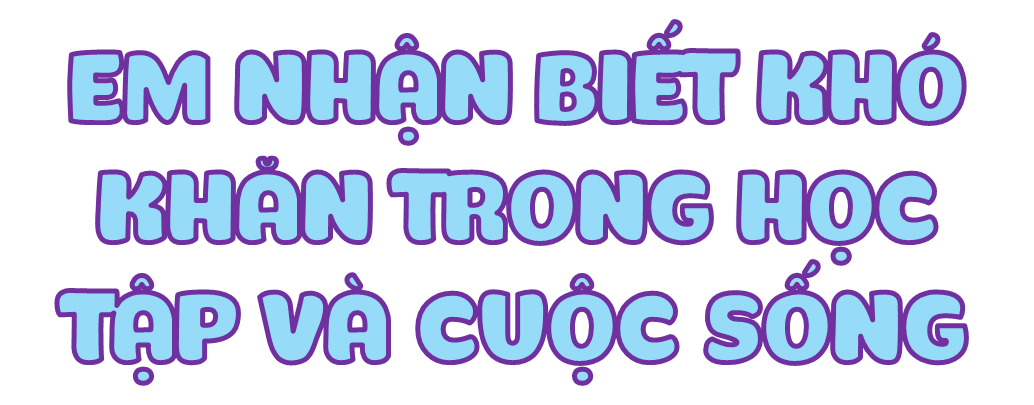 EM NHẬN BIẾT KHÓ
KHĂN TRONG HỌC
TẬP VÀ CUỘC SỐNG